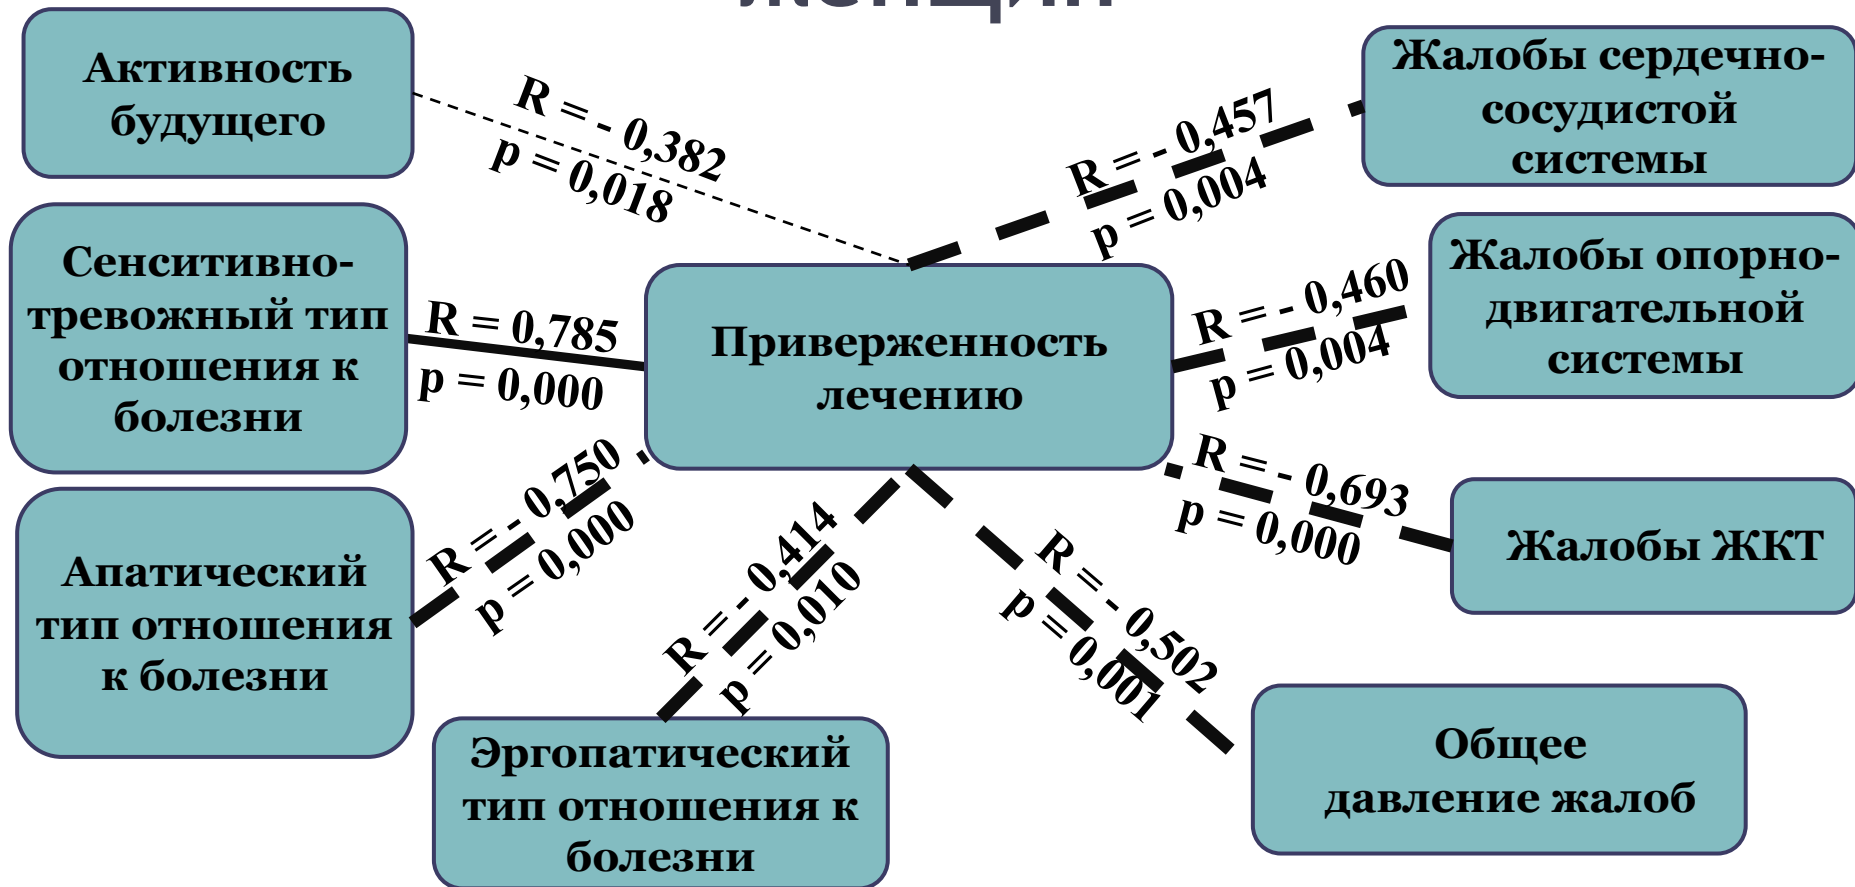 женщин
Активность
будущего
R = - 0,382
p = 0,018
Жалобы сердечно-
сосудистой
системы
R = - 0,457
p = 0,004
Сенситивно-
тревожный тип
отношения к
болезни
R = 0,785
p = 0,000
Приверженность
лечению
R = - 0,460
p = 0,004
Жалобы опорно-
двигательной
системы
Апатический
тип отношения
к болезни
R = - 0,750
p = 0,000
R = - 0,414
p = 0,010
Эргопатический
тип отношения к
болезни
R = - 0,502
p = 0,001
Общее
давление жалоб
R = - 0,693
p = 0,000
Жалобы ЖКТ